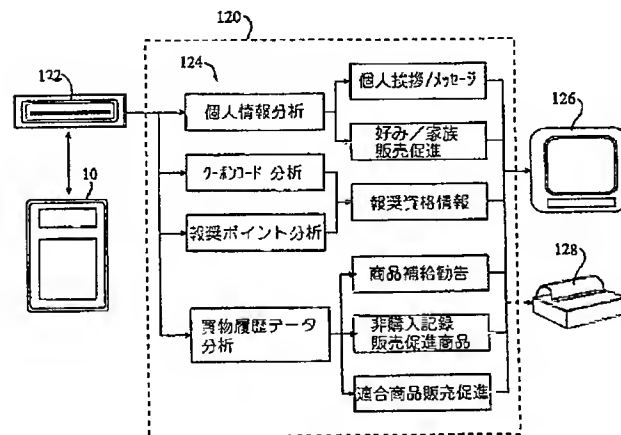 120
122
124
個人情報分析
個人挨拶/メッセージ
好み/家族
販売促進
126
10
クーポンコード 分析
報奨ポイント分析
報奨資格情報
商品補給勧告
128
買物履歴データ
分析
非購入記録
販売促進商品
適合商品販売促進